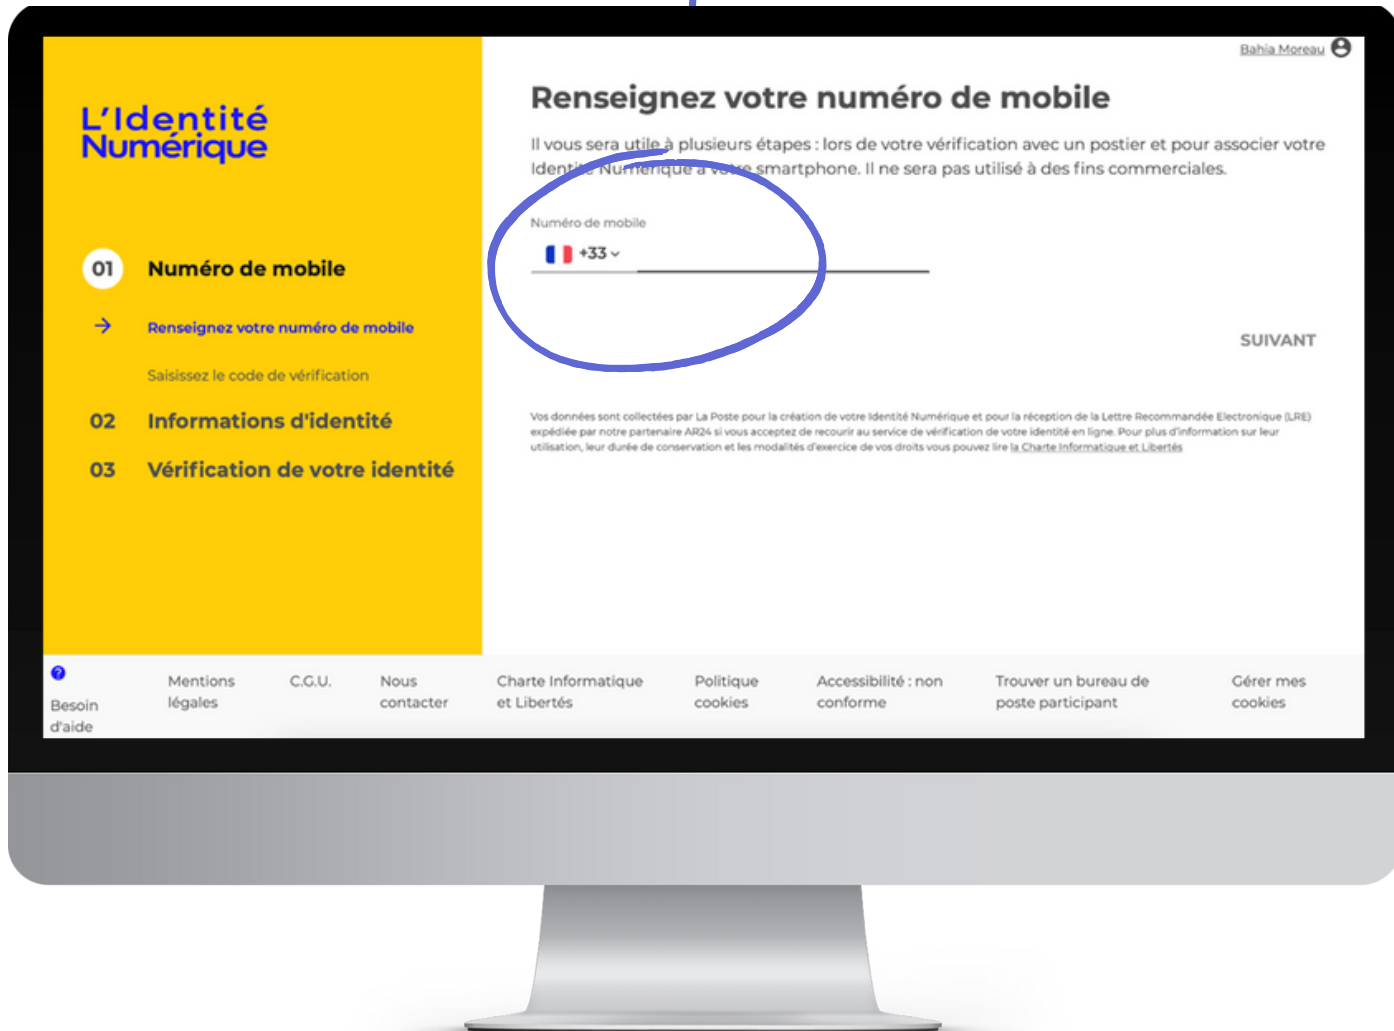 Bahia Moreau
L'Identité
Numérique
01 Numéro de mobile
Renseignez votre numéro de mobile
Saisissez le code de vérification
02 Informations d'identité
03 Vérification de votre identité
Renseignez votre numéro de mobile
Il vous sera utile à plusieurs étapes : lors de votre vérification avec un postier et pour associer votre
Identité Numérique à votre smartphone. Il ne sera pas utilisé à des fins commerciales.
Numéro de mobile
+33
SUIVANT
Vos données sont collectées par La Poste pour la création de votre Identité Numérique et pour la réception de la Lettre Recommandée Electronique (LRE)
expédiée par notre partenaire AR24 si vous acceptez de recourir au service de vérification de votre identité en ligne. Pour plus d'information sur leur
utilisation, leur durée de conservation et les modalités d'exercice de vos droits vous pouvez lire la Charte Informatique et Libertés
?
Besoin
d'aide
Mentions
légales
C.G.U.
Nous
contacter
Charte Informatique
et Libertés
Politique
cookies
Accessibilité : non
conforme
Trouver un bureau de
poste participant
Gérer mes
cookies